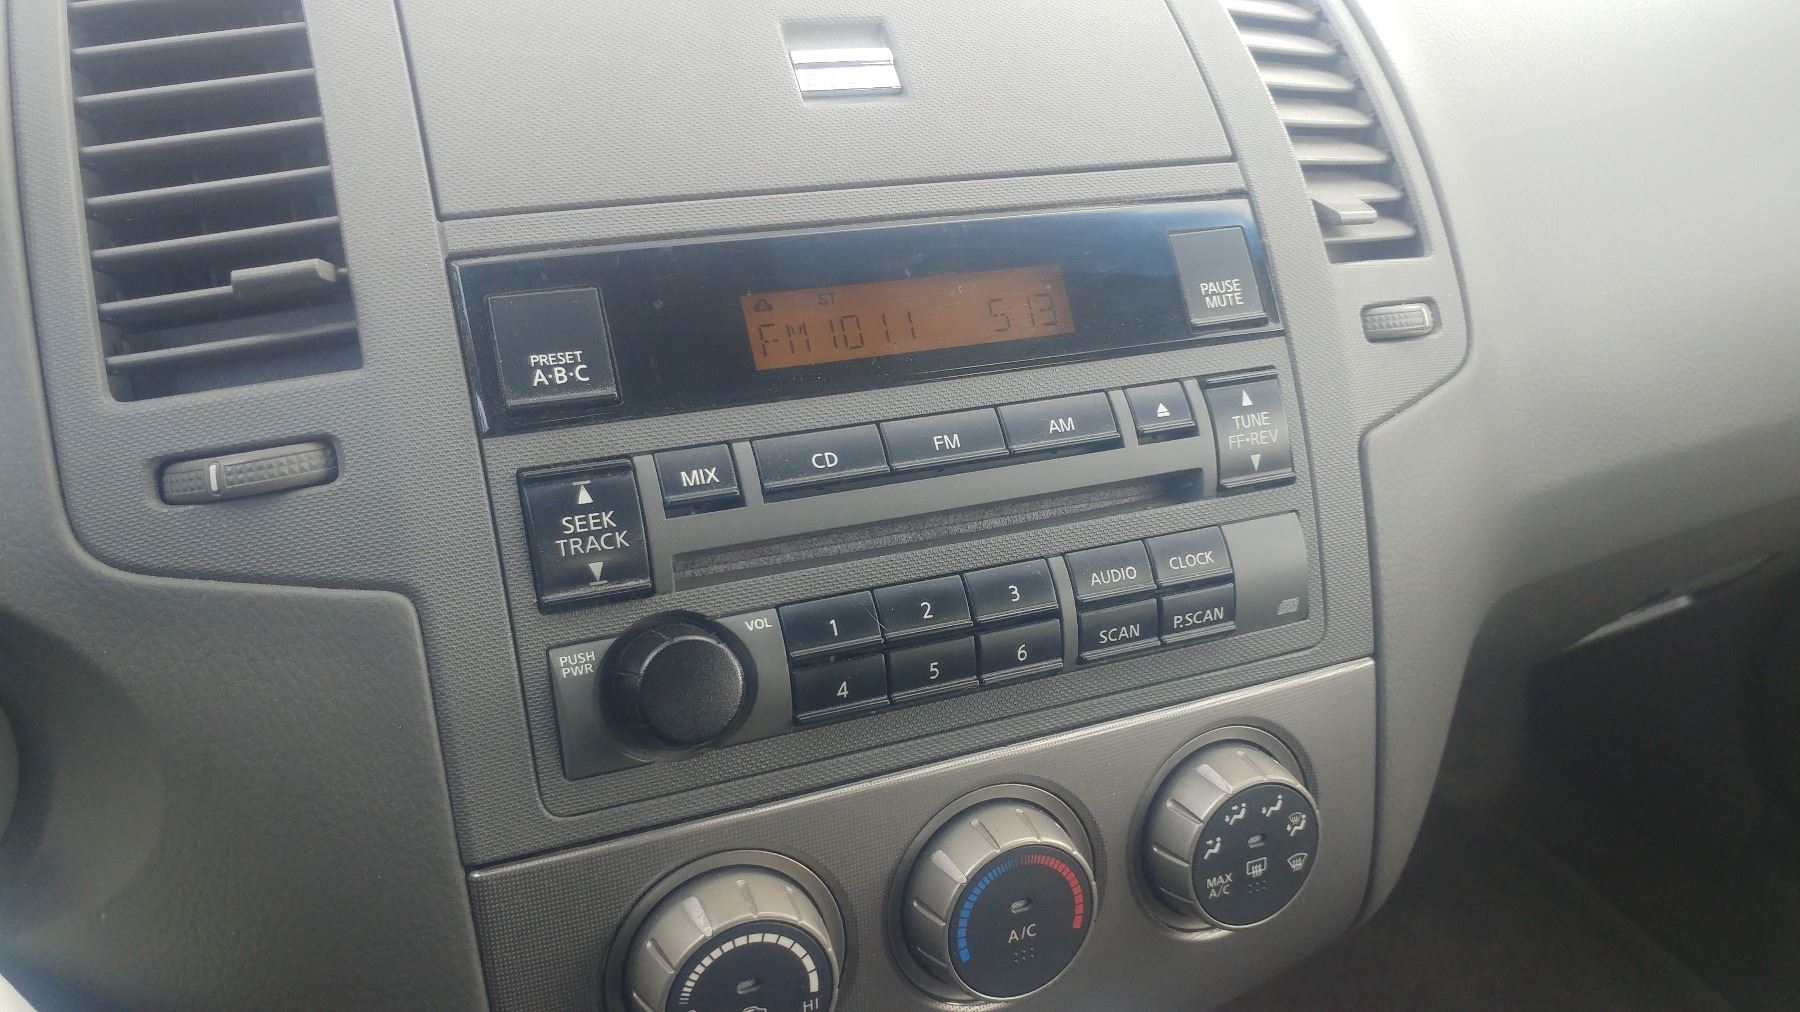 ST
FM 101.1 5:13
PAUSE
MUTE
PRESET
A·B·C
MIX
CD
FM
AM
TUNE
FF·REV
SEEK
TRACK
PUSH
PWR
VOL
1
2
3
4
5
6
AUDIO
CLOCK
SCAN
P.SCAN
HI
A/C
MAX
A/C